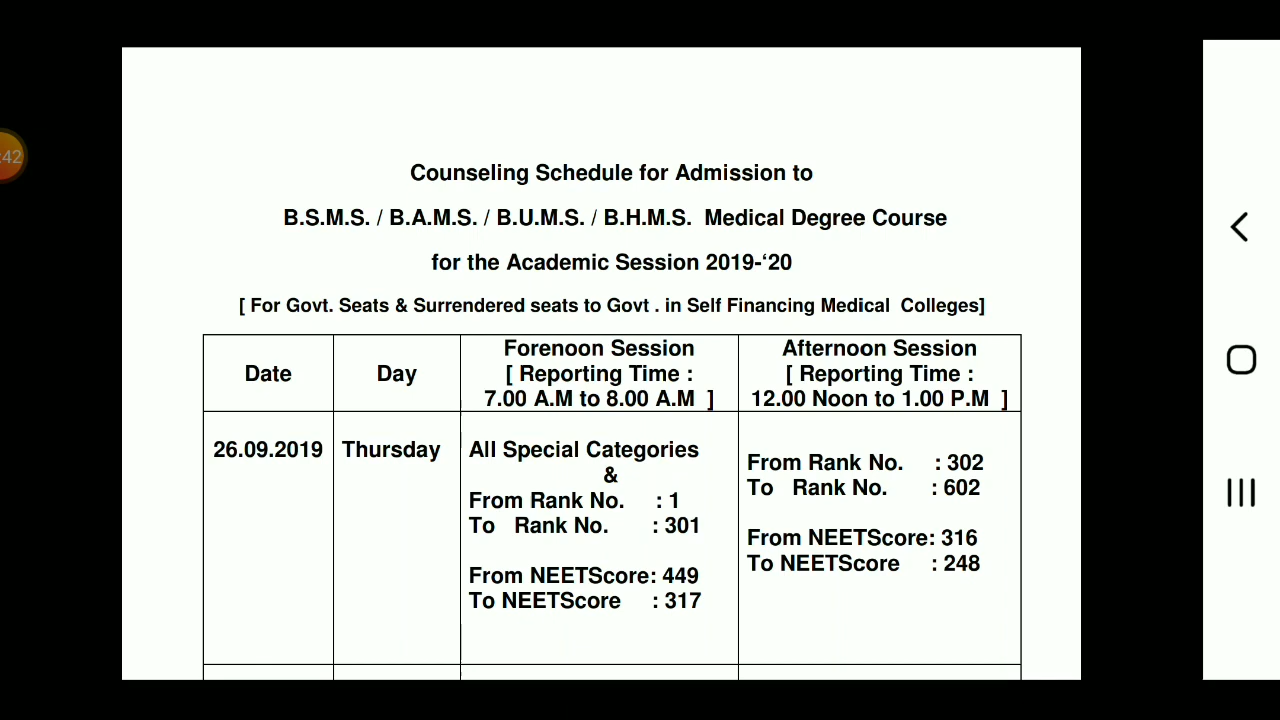 :42
Counseling Schedule for Admission to
B.S.M.S. / B.A.M.S. / B.U.M.S. / B.H.M.S. Medical Degree Course
for the Academic Session 2019-‘20
[ For Govt. Seats & Surrendered seats to Govt . in Self Financing Medical Colleges]
Date
Day
Forenoon Session
[ Reporting Time :
7.00 A.M to 8.00 A.M ]
Afternoon Session
[ Reporting Time :
12.00 Noon to 1.00 P.M ]
26.09.2019
Thursday
All Special Categories
&
From Rank No. : 1
To Rank No. : 301
From NEETScore: 449
To NEETScore : 317
From Rank No. : 302
To Rank No. : 602
From NEETScore: 316
To NEETScore : 248